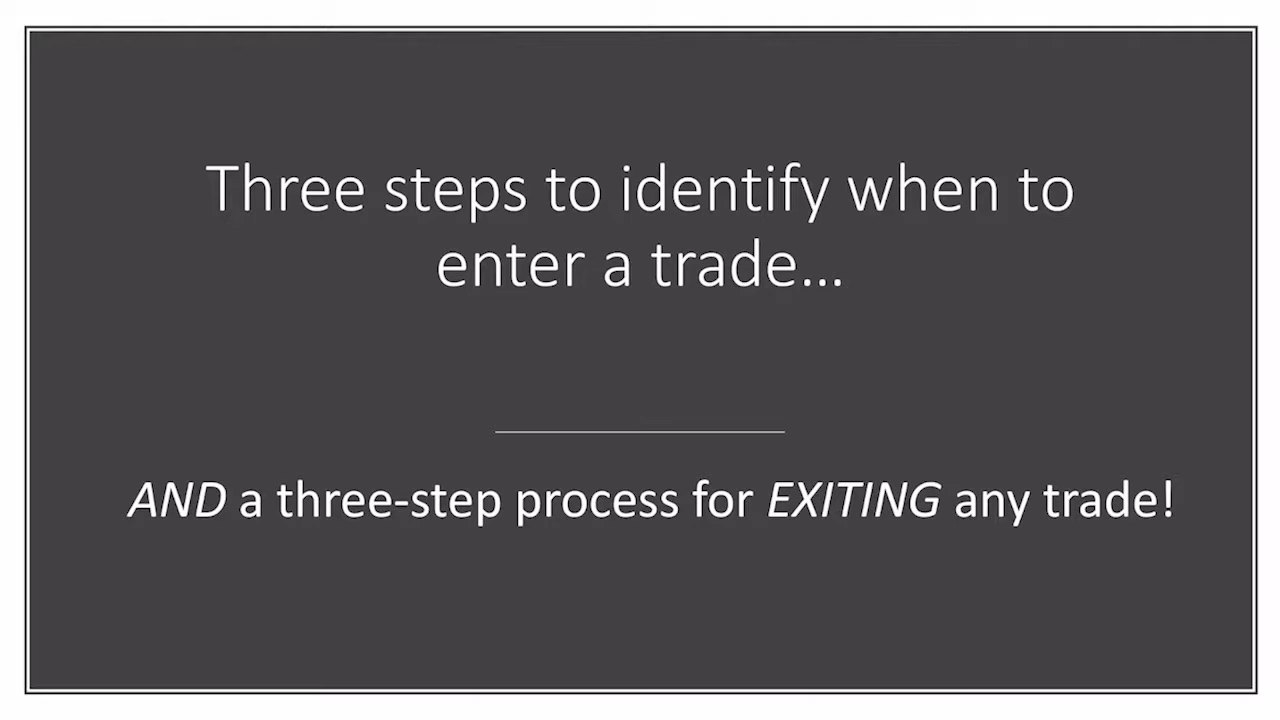 Three steps to identify when to
enter a trade…
AND a three-step process for EXITING any trade!